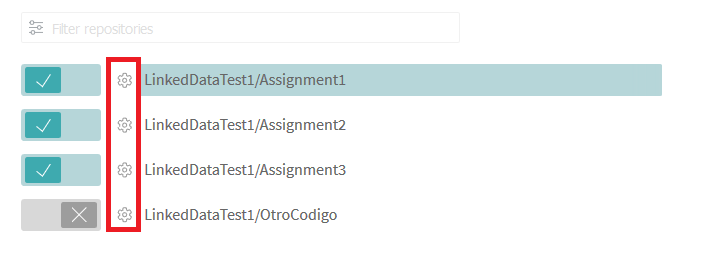 Filter repositories
LinkedDataTest1/Assignment1
LinkedDataTest1/Assignment2
LinkedDataTest1/Assignment3
LinkedDataTest1/OtroCodigo